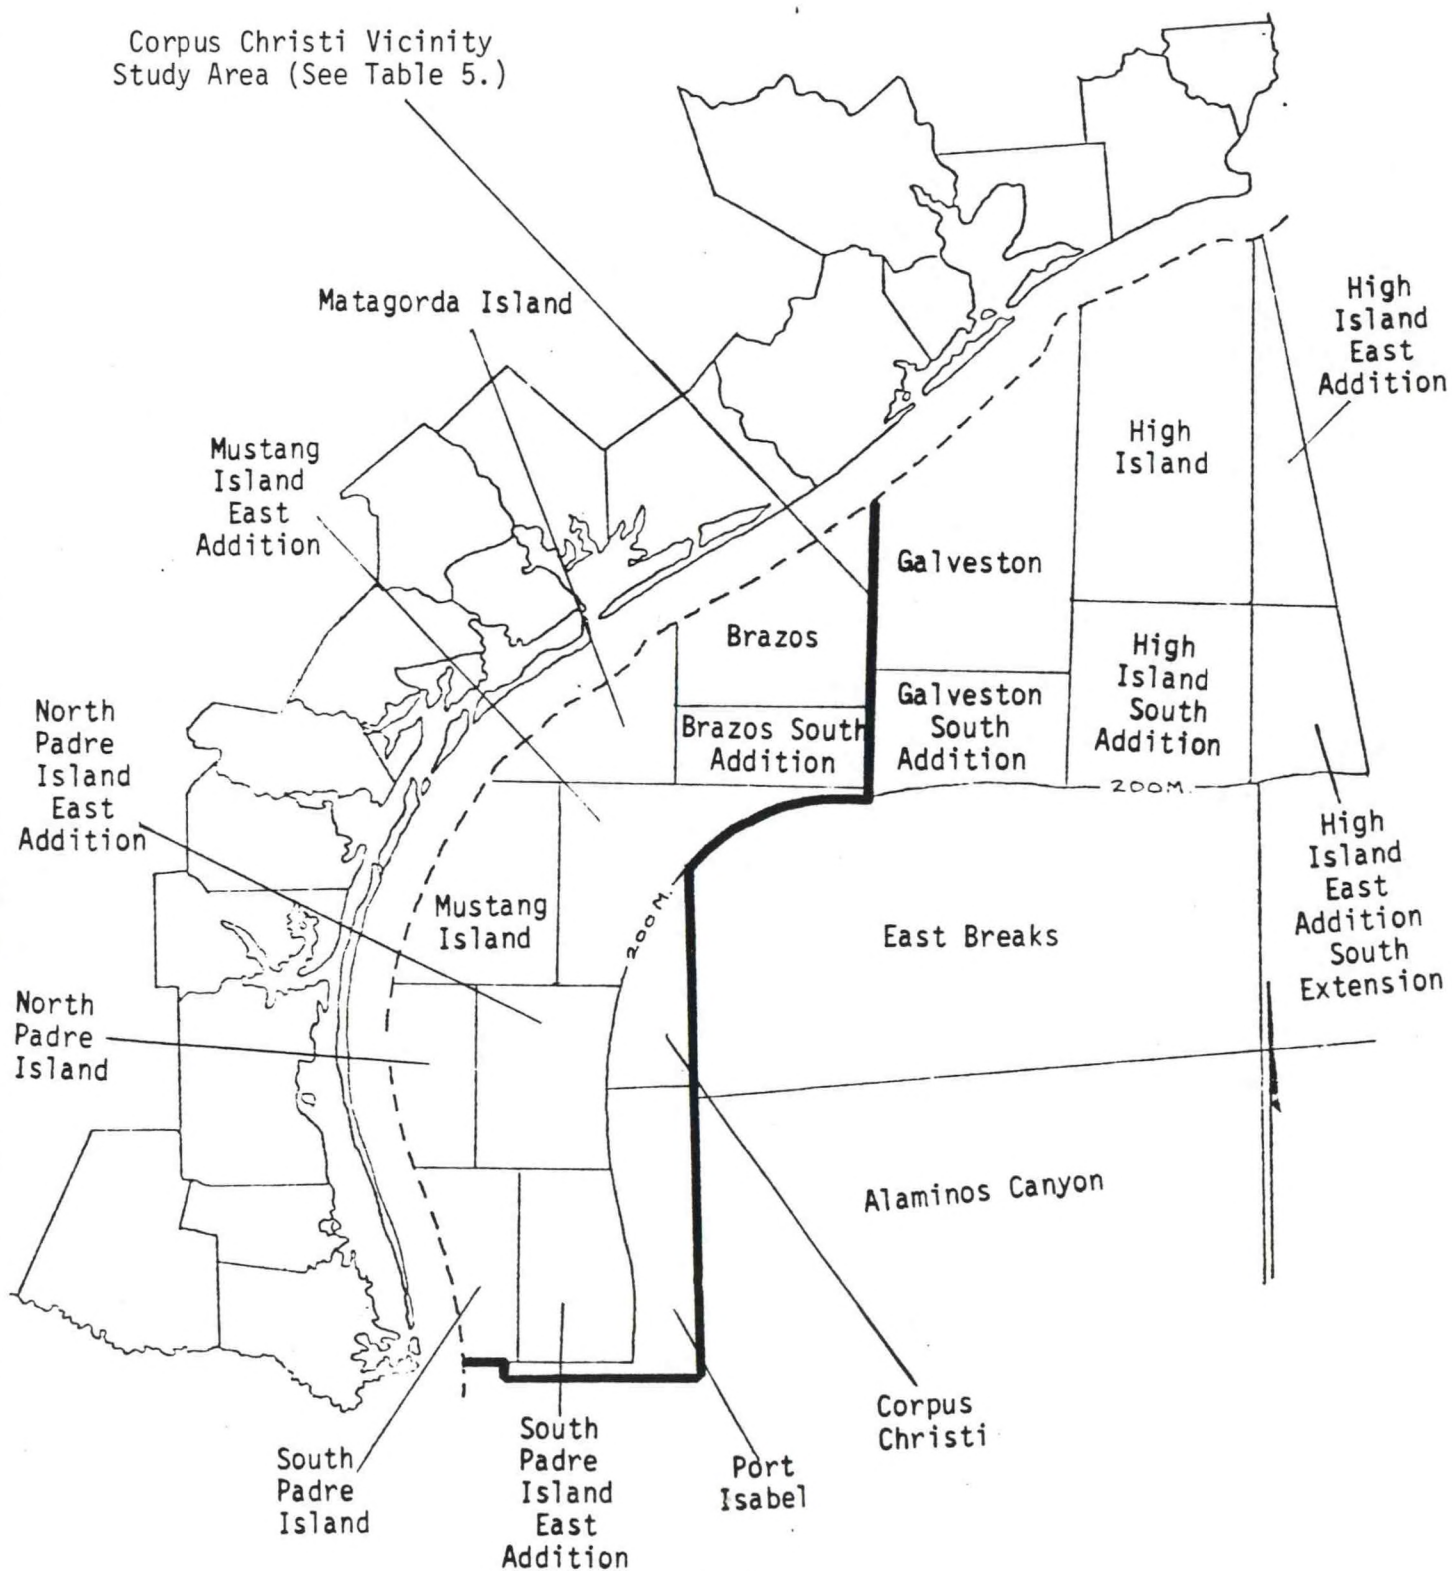 Corpus Christi Vicinity
Study Area (See Table 5.)
Matagorda Island
High
Island
East
Addition
Mustang
Island
East
Addition
High
Island
Galveston
Brazos
High
Island
South
Addition
North
Padre
Island
East
Addition
Brazos South
Addition
Galveston
South
Addition
200M.
High
Island
East
Addition
South
Extension
Mustang
Island
200M.
East Breaks
North
Padre
Island
Alaminos Canyon
Corpus
Christi
South
Padre
Island
South
Padre
Island
East
Addition
Port
Isabel